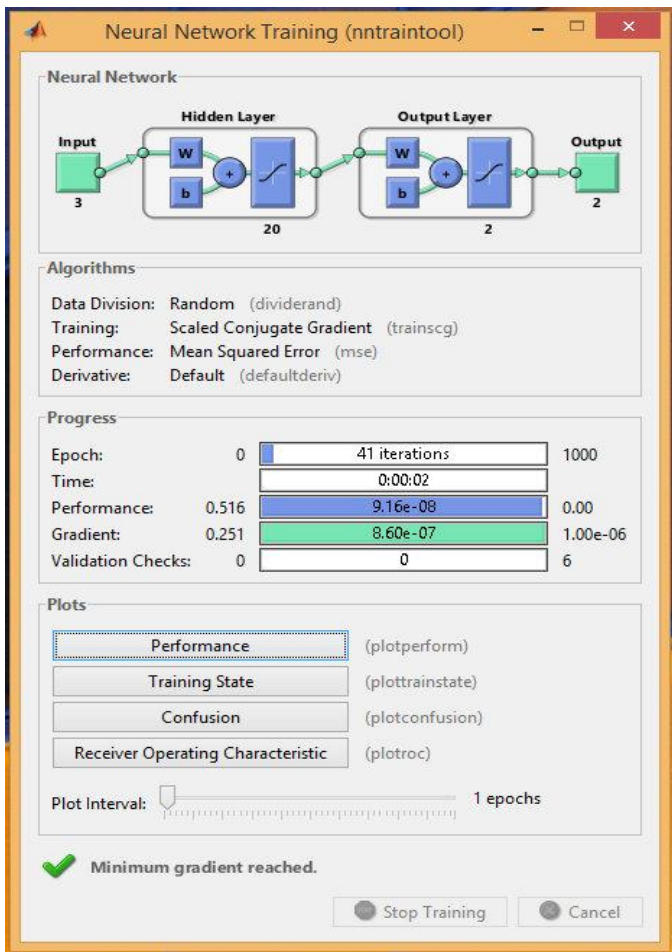 Neural Network Training (nntraintool)
Neural Network
Hidden Layer
Output Layer
Input
Output
W
b
+
W
b
+
3
20
2
2
Algorithms
Data Division: Random (dividerand)
Training: Scaled Conjugate Gradient (trainscg)
Performance: Mean Squared Error (mse)
Derivative: Default (defaultderiv)
Progress
Epoch: 0 41 iterations 1000
Time: 0:00:02
Performance: 0.516 9.16e-08 0.00
Gradient: 0.251 8.60e-07 1.00e-06
Validation Checks: 0 0 6
Plots
Performance (plotperform)
Training State (plottrainstate)
Confusion (plotconfusion)
Receiver Operating Characteristic (plotroc)
Plot Interval: 1 epochs
Minimum gradient reached.
Stop Training Cancel